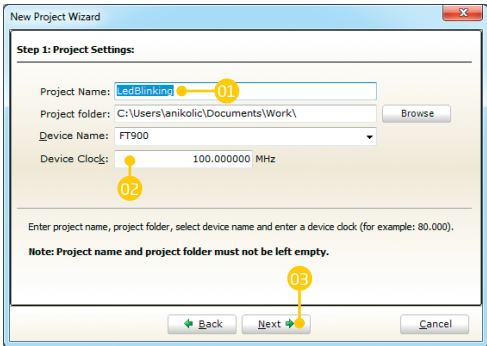 New Project Wizard
Step 1: Project Settings:
Project Name: LedBlinking 01
Project folder: C:\Users\anikolic\Documents\Work\ Browse
Device Name: FT900
Device Clock: 100.000000 MHz
02
Enter project name, project folder, select device name and enter a device clock (for example: 80.000).
Note: Project name and project folder must not be left empty.
03
Back Next Cancel